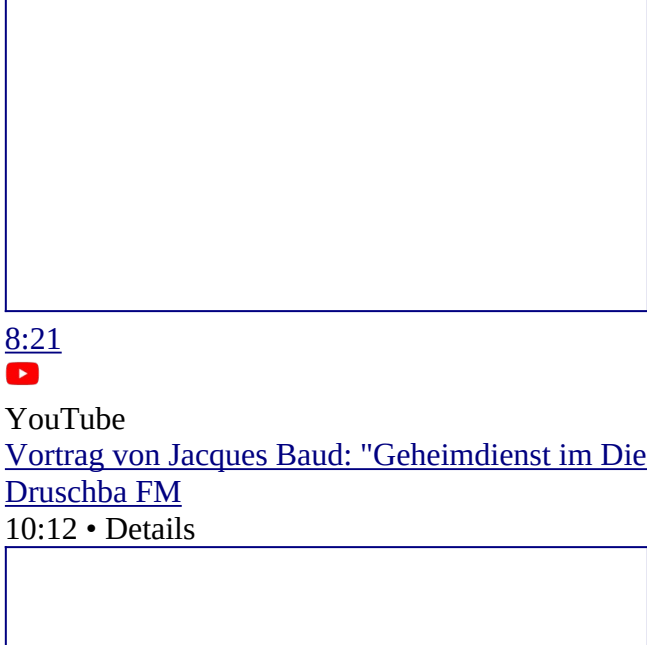 8:21
YouTube
Vortrag von Jacques Baud: "Geheimdienst im Die
Druschba FM
10:12 • Details